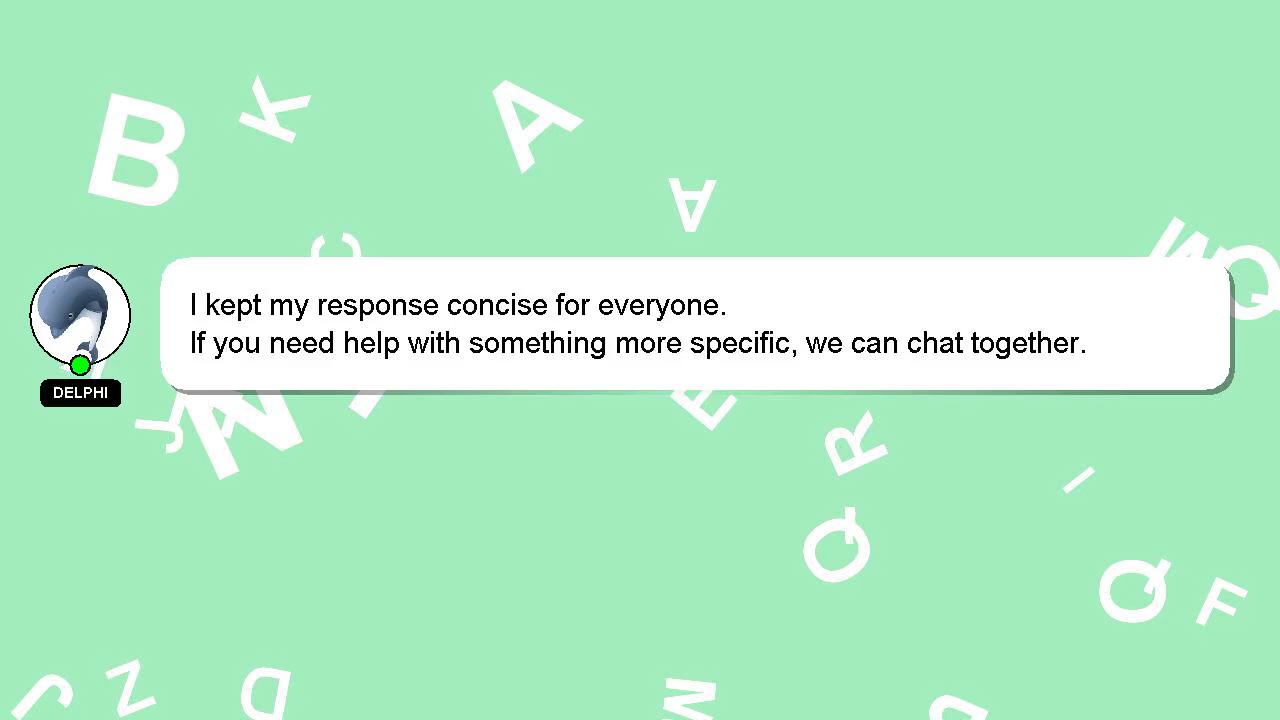 B
K
A
A
C
M
Q
I kept my response concise for everyone.
If you need help with something more specific, we can chat together.
DELPHI
J
A
N
E
R
I
Q
Q
F
J
Z
D
M